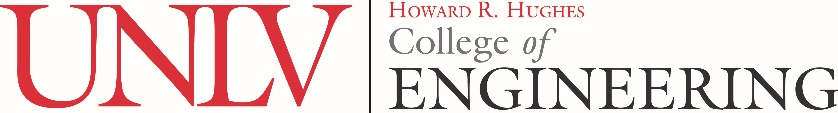 UNLV
HOWARD R. HUGHES
College of
ENGINEERING